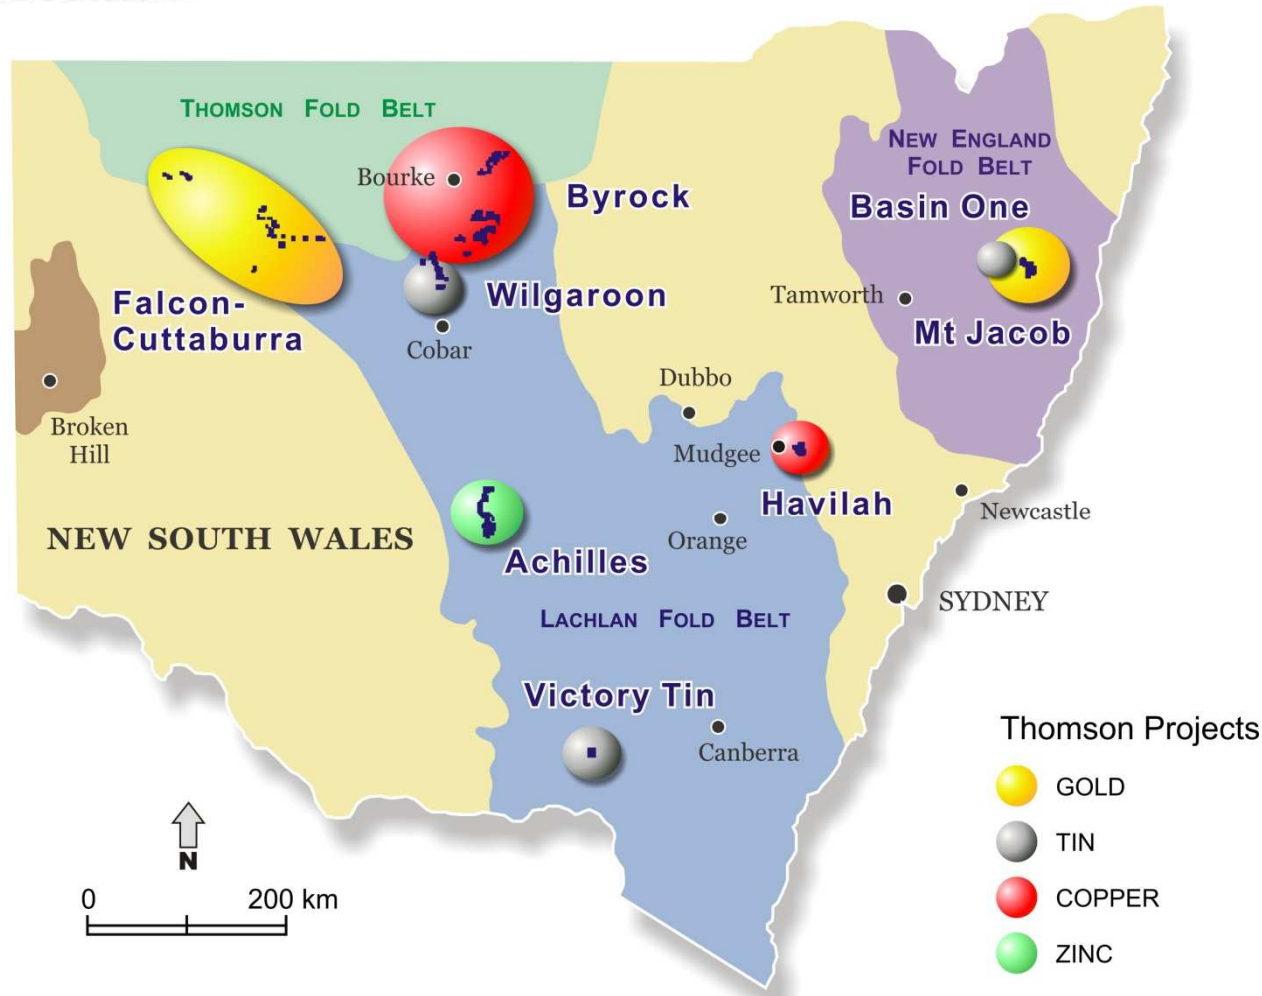 THOMSON FOLD BELT
NEW ENGLAND
FOLD BELT
Bourke
Byrock
Basin One
Falcon-
Cuttaburra
Wilgaroon
Tamworth
Mt Jacob
Cobar
Dubbo
Broken
Hill
Mudgee
Havilah
Newcastle
NEW SOUTH WALES
Orange
Achilles
SYDNEY
LACHLAN FOLD BELT
Victory Tin
Canberra
Thomson Projects
GOLD
TIN
COPPER
ZINC
N
0 200 km